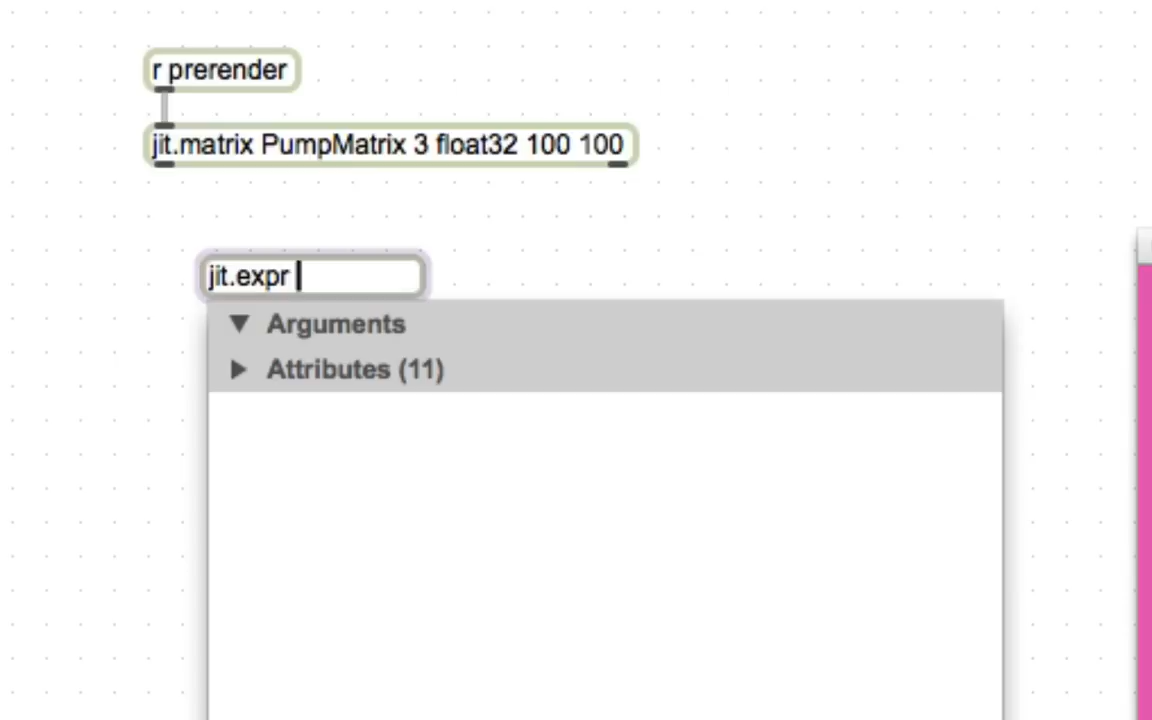 r prerender
jit.matrix PumpMatrix 3 float32 100 100
jit.expr
Arguments
Attributes (11)